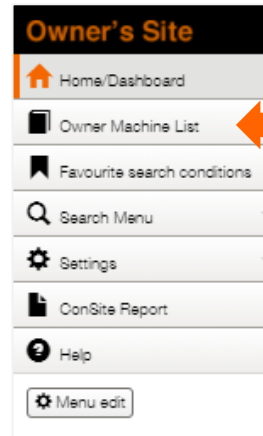 Owner's Site
Home/Dashboard
Owner Machine List
Favourite search conditions
Search Menu
Settings
ConSite Report
Help
Menu edit